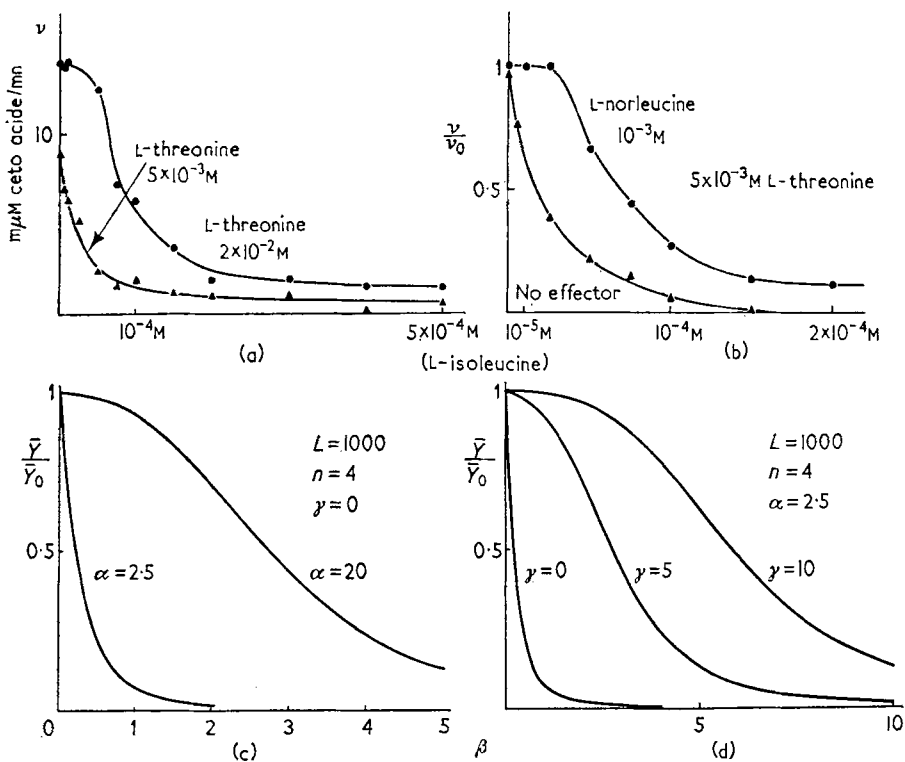 ν
mμM ceto acide/mn
10
L-threonine
5×10⁻³M
L-threonine
2×10⁻²M
10⁻⁴M
5×10⁻⁴M
(a)
ν/ν₀
1
0·5
L-norleucine
10⁻³M
5×10⁻³M L-threonine
No effector
10⁻⁵M
10⁻⁴M
2×10⁻⁴M
(b)
(L-isoleucine)
Ȳ/Ȳ₀
1
0·5
L=1000
n=4
γ=0
α=2·5
α=20
0
1
2
3
4
5
(c)
Ȳ/Ȳ₀
1
0·5
L=1000
n=4
α=2·5
γ=0
γ=5
γ=10
5
10
β
(d)